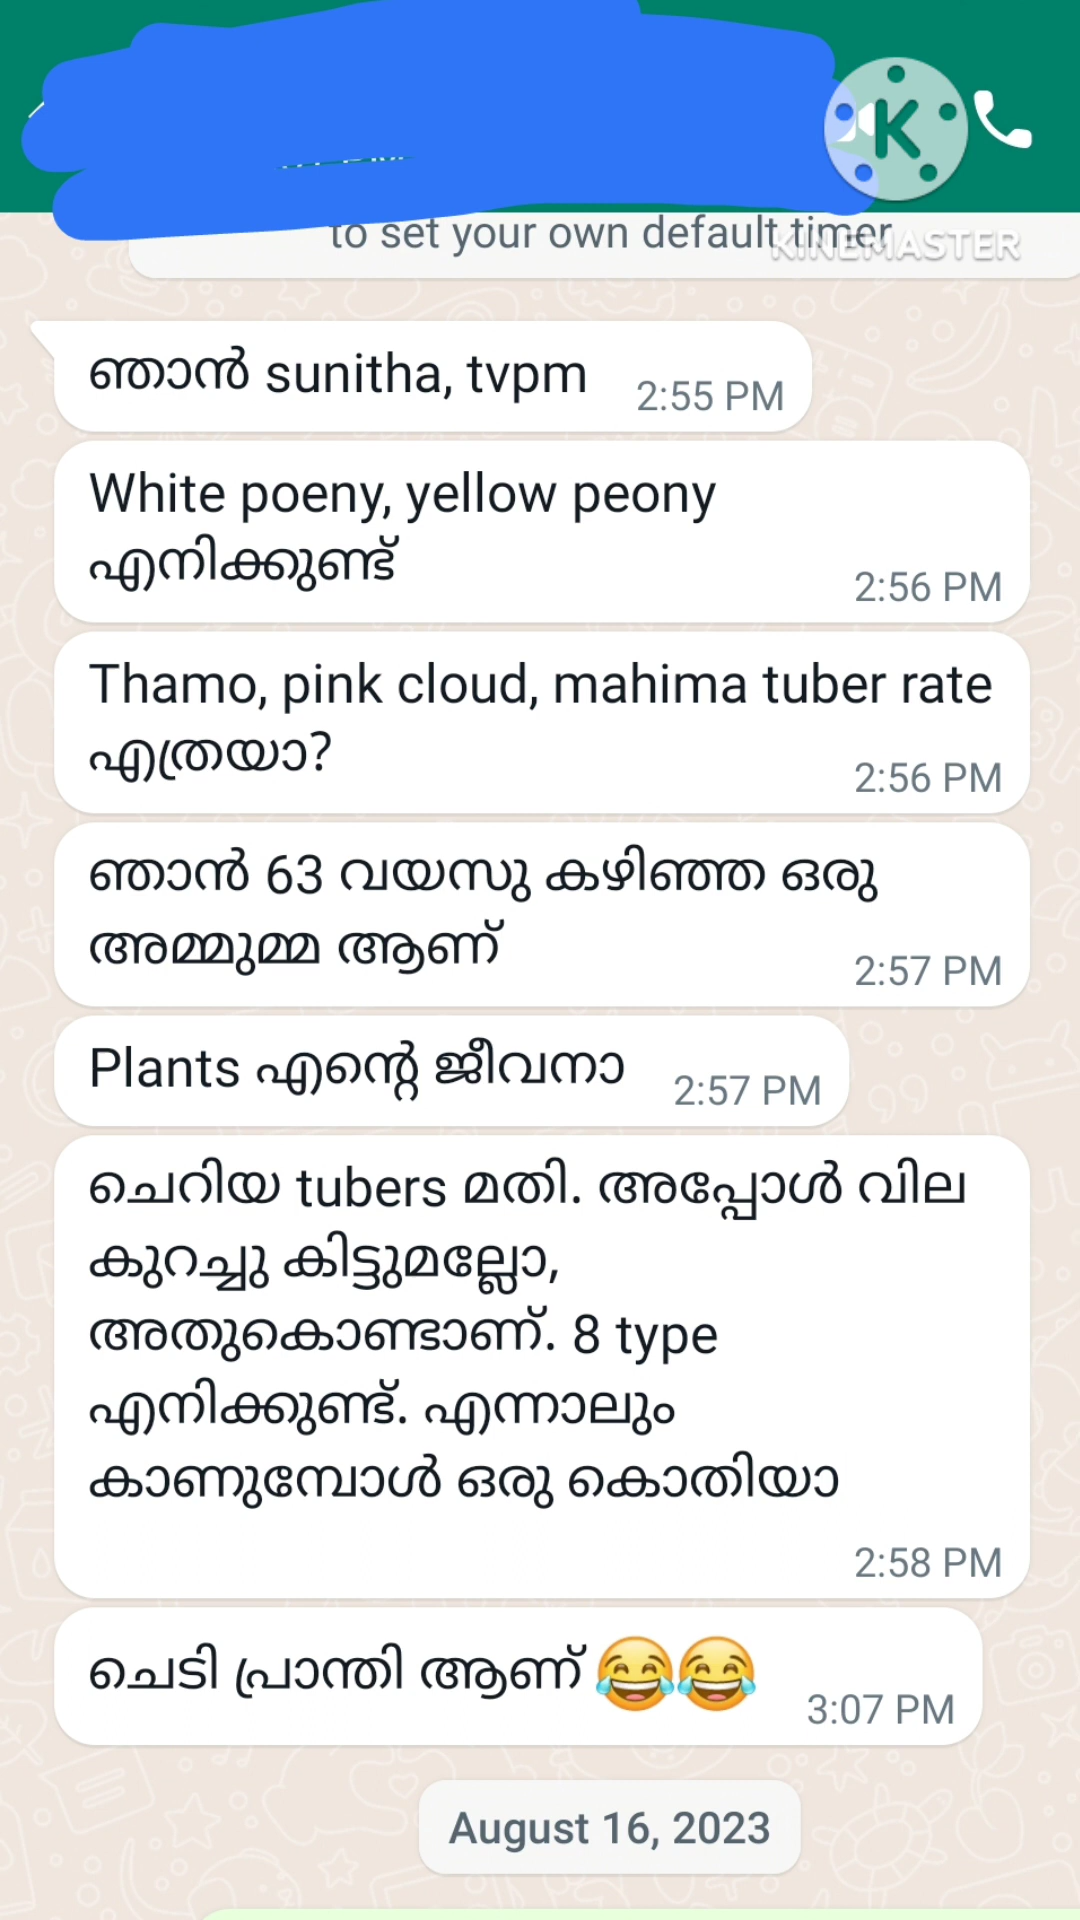 to set your own default timer
KINEMASTER
K
ഞാൻ sunitha, tvpm
2:55 PM
White poeny, yellow peony
എനിക്കുണ്ട്
2:56 PM
Thamo, pink cloud, mahima tuber rate
എത്രയാ?
2:56 PM
ഞാൻ 63 വയസു കഴിഞ്ഞ ഒരു
അമ്മുമ്മ ആണ്
2:57 PM
Plants എന്റെ ജീവനാ
2:57 PM
ചെറിയ tubers മതി. അപ്പോൾ വില
കുറച്ചു കിട്ടുമല്ലോ,
അതുകൊണ്ടാണ്. 8 type
എനിക്കുണ്ട്. എന്നാലും
കാണുമ്പോൾ ഒരു കൊതിയാ
2:58 PM
ചെടി പ്രാന്തി ആണ് 😂😂
3:07 PM
August 16, 2023